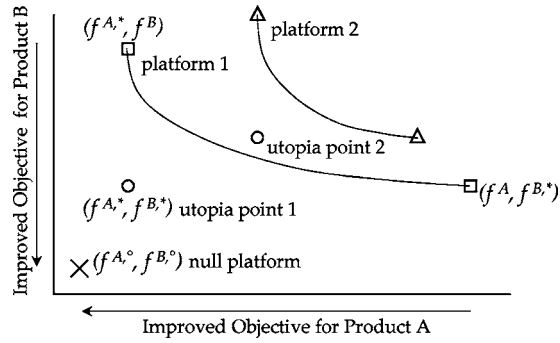 (f^{A,*}, f^B)
platform 2
platform 1
utopia point 2
(f^{A,*}, f^{B,*}) utopia point 1
(f^A, f^{B,*})
(f^{A,°}, f^{B,°}) null platform
Improved Objective for Product B
Improved Objective for Product A